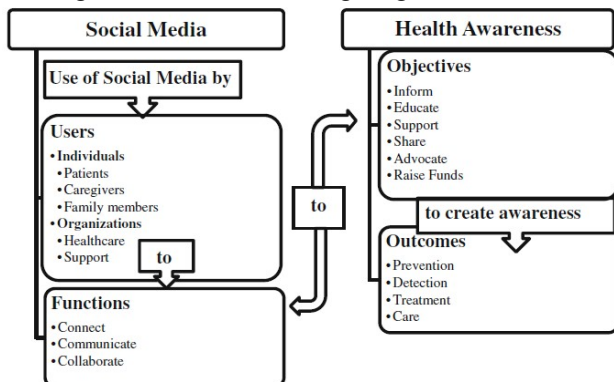 Social Media
Use of Social Media by
Users
•Individuals
•Patients
•Caregivers
•Family members
•Organizations
•Healthcare
•Support
to
Functions
•Connect
•Communicate
•Collaborate
to
Health Awareness
Objectives
•Inform
•Educate
•Support
•Share
•Advocate
•Raise Funds
to create awareness
Outcomes
•Prevention
•Detection
•Treatment
•Care